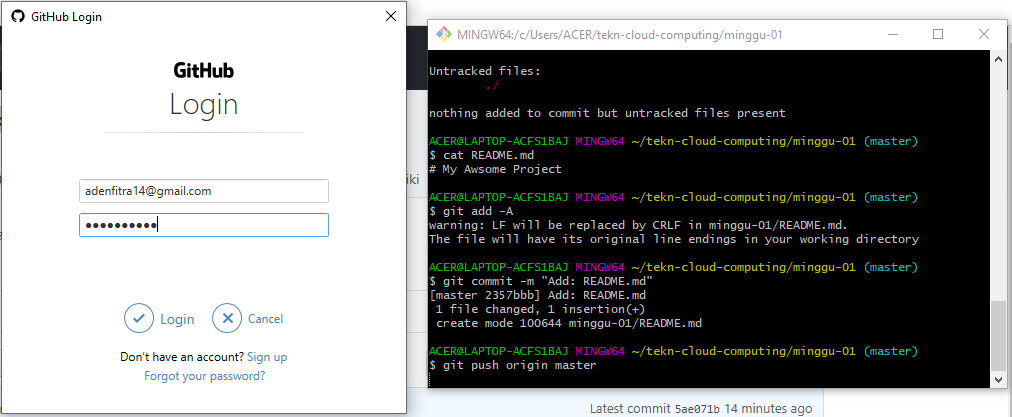 GitHub Login
GitHub
Login
adenfitra14@gmail.com
●●●●●●●●●●
Login
Cancel
Don't have an account? Sign up
Forgot your password?
iki
MINGW64:/c/Users/ACER/tekn-cloud-computing/minggu-01
Untracked files:
./
nothing added to commit but untracked files present
ACER@LAPTOP-ACFS1BAJ MINGW64 ~/tekn-cloud-computing/minggu-01 (master)
$ cat README.md
# My Awsome Project
ACER@LAPTOP-ACFS1BAJ MINGW64 ~/tekn-cloud-computing/minggu-01 (master)
$ git add -A
warning: LF will be replaced by CRLF in minggu-01/README.md.
The file will have its original line endings in your working directory
ACER@LAPTOP-ACFS1BAJ MINGW64 ~/tekn-cloud-computing/minggu-01 (master)
$ git commit -m "Add: README.md"
[master 2357bbb] Add: README.md
1 file changed, 1 insertion(+)
create mode 100644 minggu-01/README.md
ACER@LAPTOP-ACFS1BAJ MINGW64 ~/tekn-cloud-computing/minggu-01 (master)
$ git push origin master
Latest commit 5ae071b 14 minutes ago